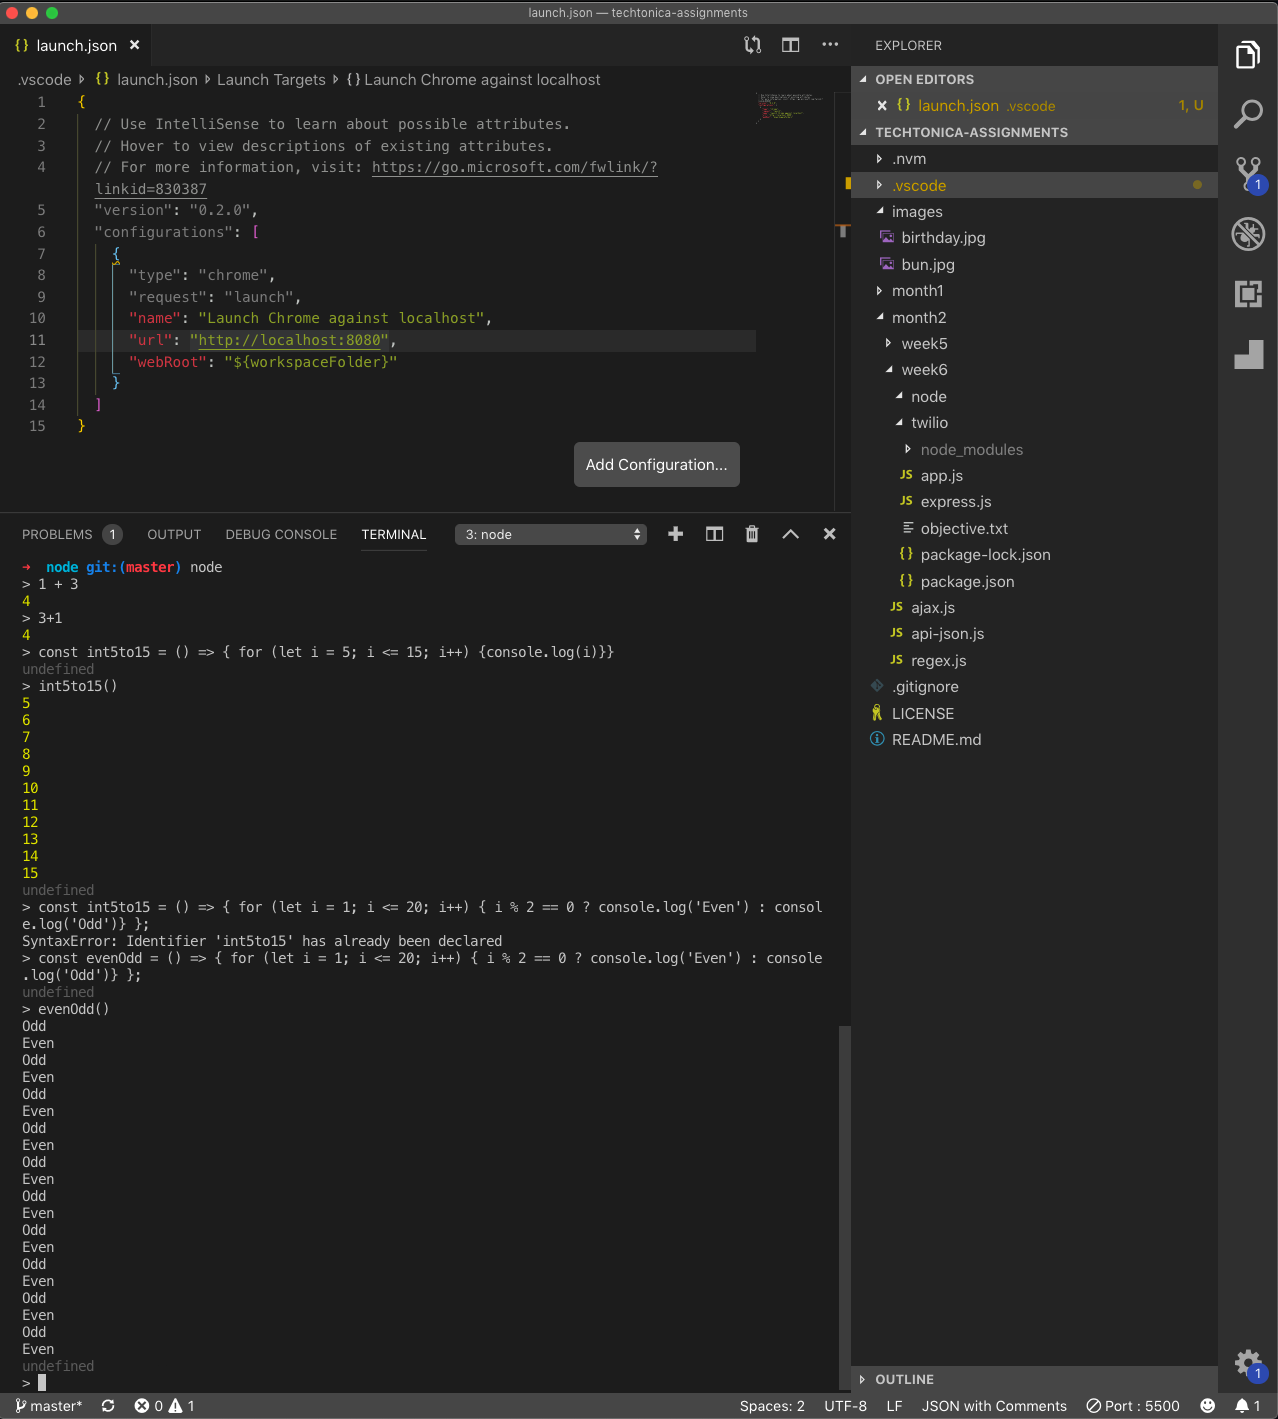 launch.json — techtonica-assignments
{} launch.json ×
.vscode {} launch.json Launch Targets {} Launch Chrome against localhost
1 {
2 // Use IntelliSense to learn about possible attributes.
3 // Hover to view descriptions of existing attributes.
4 // For more information, visit: https://go.microsoft.com/fwlink/?
linkid=830387
5 "version": "0.2.0",
6 "configurations": [
7 {
8 "type": "chrome",
9 "request": "launch",
10 "name": "Launch Chrome against localhost",
11 "url": "http://localhost:8080",
12 "webRoot": "${workspaceFolder}"
13 }
14 ]
15 }
Add Configuration...
PROBLEMS 1 OUTPUT DEBUG CONSOLE TERMINAL 3: node
→ node git:(master) node
> 1 + 3
4
> 3+1
4
> const int5to15 = () => { for (let i = 5; i <= 15; i++) {console.log(i)}}
undefined
> int5to15()
5
6
7
8
9
10
11
12
13
14
15
undefined
> const int5to15 = () => { for (let i = 1; i <= 20; i++) { i % 2 == 0 ? console.log('Even') : consol
e.log('Odd')} };
SyntaxError: Identifier 'int5to15' has already been declared
> const evenOdd = () => { for (let i = 1; i <= 20; i++) { i % 2 == 0 ? console.log('Even') : console
.log('Odd')} };
undefined
> evenOdd()
Odd
Even
Odd
Even
Odd
Even
Odd
Even
Odd
Even
Odd
Even
Odd
Even
Odd
Even
Odd
Even
Odd
Even
undefined
>
EXPLORER
OPEN EDITORS
× {} launch.json .vscode 1, U
TECHTONICA-ASSIGNMENTS
.nvm
.vscode
images
birthday.jpg
bun.jpg
month1
month2
week5
week6
node
twilio
node_modules
JS app.js
JS express.js
objective.txt
{} package-lock.json
{} package.json
JS ajax.js
JS api-json.js
JS regex.js
.gitignore
LICENSE
README.md
OUTLINE
1
1
master* 0 1 Spaces: 2 UTF-8 LF JSON with Comments Port : 5500 1